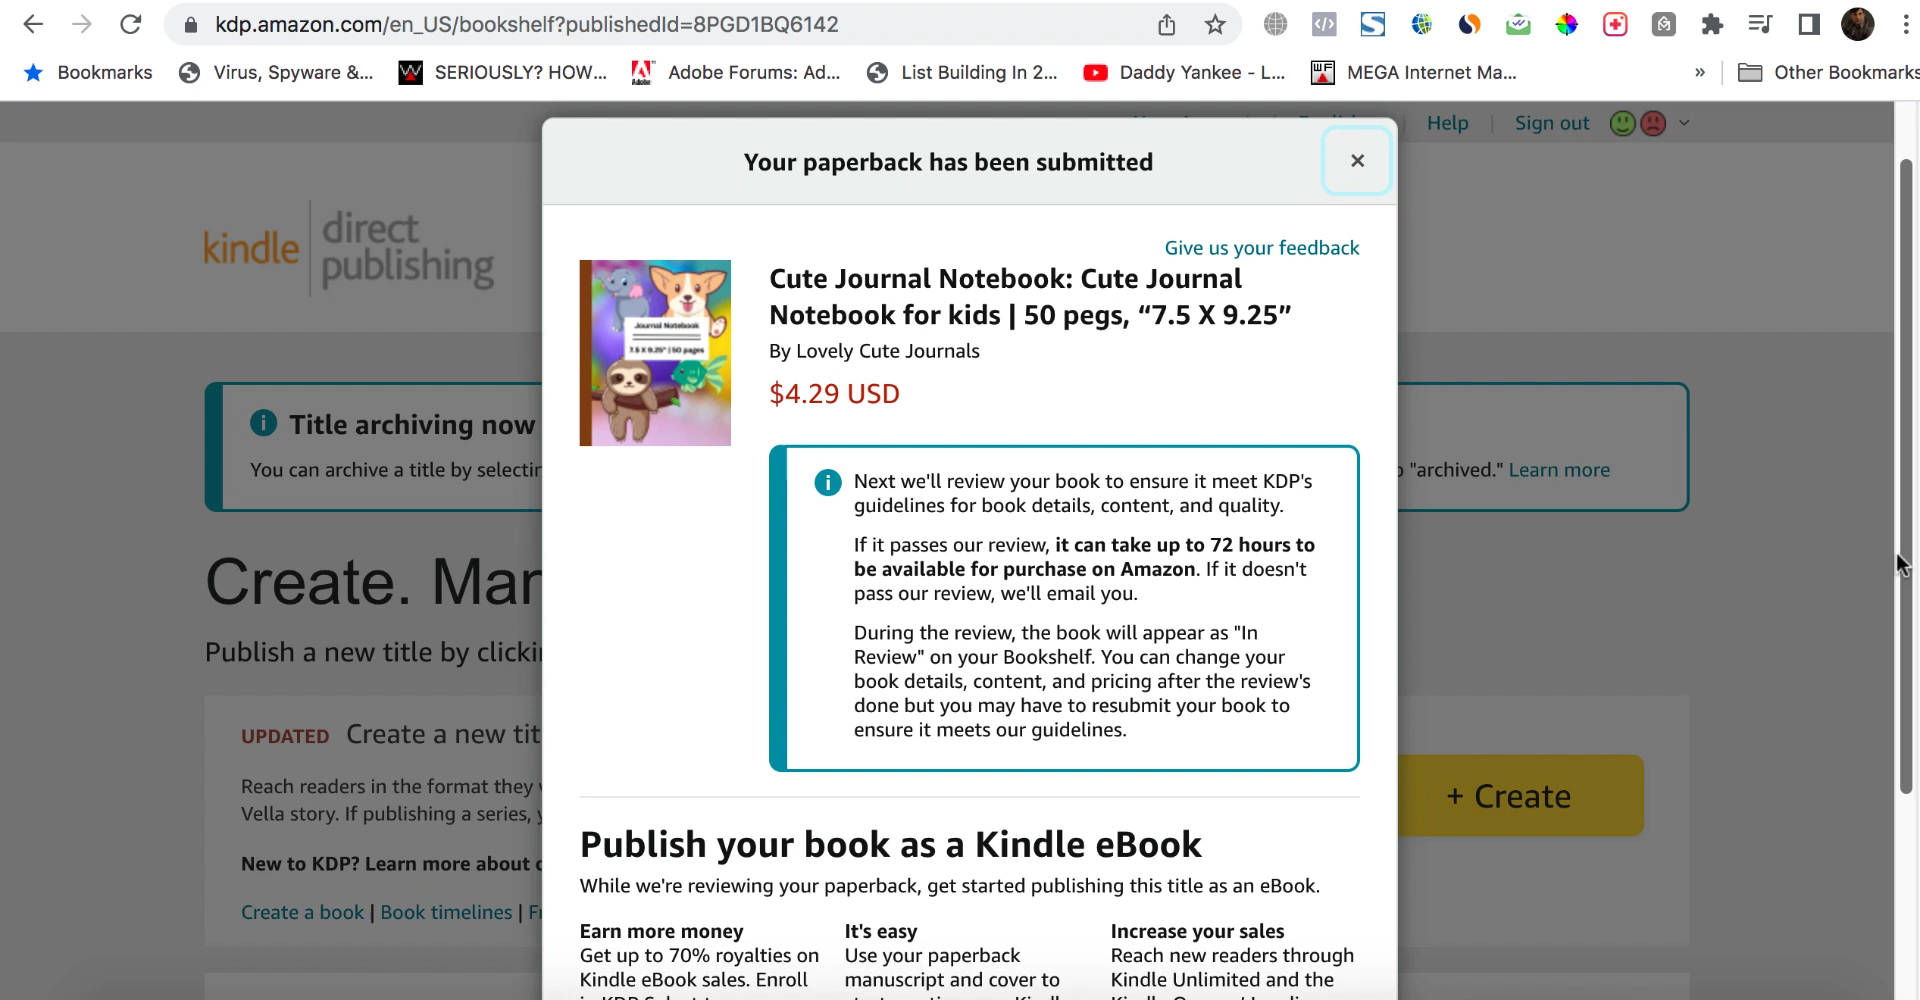 kdp.amazon.com/en_US/bookshelf?publishedId=8PGD1BQ6142
Bookmarks
Virus, Spyware &...
SERIOUSLY? HOW...
Adobe Forums: Ad...
List Building In 2...
Daddy Yankee - L...
MEGA Internet Ma...
»
Other Bookmarks
Help
Sign out
kindle direct
publishing
Title archiving now
You can archive a title by
"archived." Learn more
Create.
Publish a new title by
UPDATED Create a new
Reach readers in the format they
Vella story. If publishing a series,
New to KDP? Learn more about
Create a book | Book timelines |
+ Create
Your paperback has been submitted
×
Give us your feedback
Journal Notebook
7.5 X 9.25" | 50 pages
Cute Journal Notebook: Cute Journal
Notebook for kids | 50 pegs, “7.5 X 9.25”
By Lovely Cute Journals
$4.29 USD
Next we'll review your book to ensure it meet KDP's
guidelines for book details, content, and quality.
If it passes our review, it can take up to 72 hours to
be available for purchase on Amazon. If it doesn't
pass our review, we'll email you.
During the review, the book will appear as "In
Review" on your Bookshelf. You can change your
book details, content, and pricing after the review's
done but you may have to resubmit your book to
ensure it meets our guidelines.
Publish your book as a Kindle eBook
While we're reviewing your paperback, get started publishing this title as an eBook.
Earn more money
Get up to 70% royalties on
Kindle eBook sales. Enroll
It's easy
Use your paperback
manuscript and cover to
Increase your sales
Reach new readers through
Kindle Unlimited and the